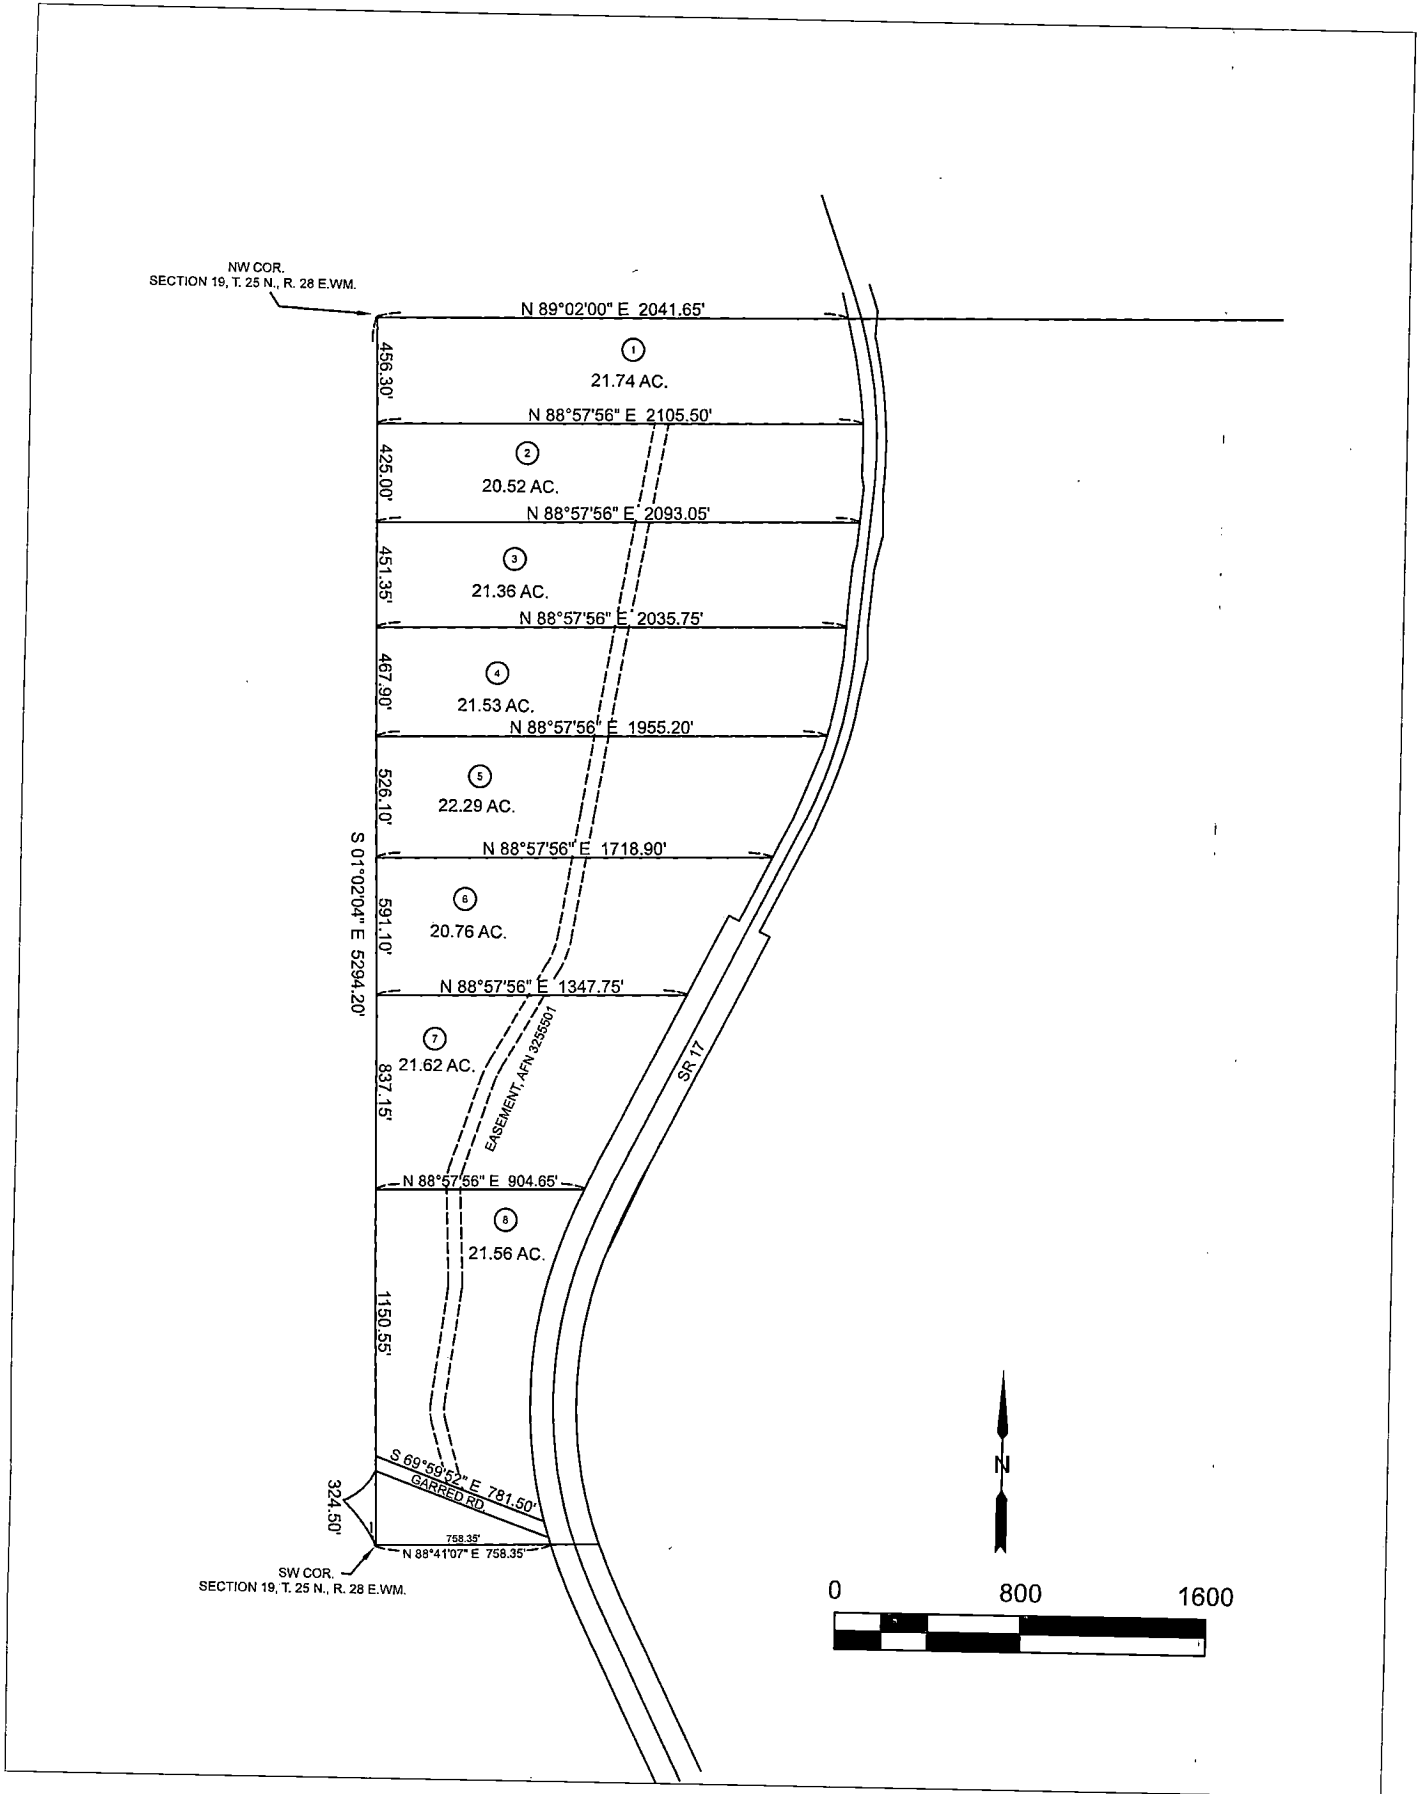 NW COR.
SECTION 19, T. 25 N., R. 28 E.WM.
N 89°02'00" E 2041.65'
456.30'
1
21.74 AC.
N 88°57'56" E 2105.50'
425.00'
2
20.52 AC.
N 88°57'56" E 2093.05'
451.35'
3
21.36 AC.
N 88°57'56" E 2035.75'
467.90'
4
21.53 AC.
N 88°57'56" E 1955.20'
526.10'
5
22.29 AC.
N 88°57'56" E 1718.90'
S 01°02'04" E 5294.20'
591.10'
6
20.76 AC.
N 88°57'56" E 1347.75'
837.15'
7
21.62 AC.
EASEMENT, AFN 3255501
SR 17
N 88°57'56" E 904.65'
8
21.56 AC.
1150.55'
S 69°59'52" E 781.50'
GARRED RD.
324.50'
758.35'
N 88°41'07" E 758.35'
SW COR.
SECTION 19, T. 25 N., R. 28 E.WM.
N
0 800 1600